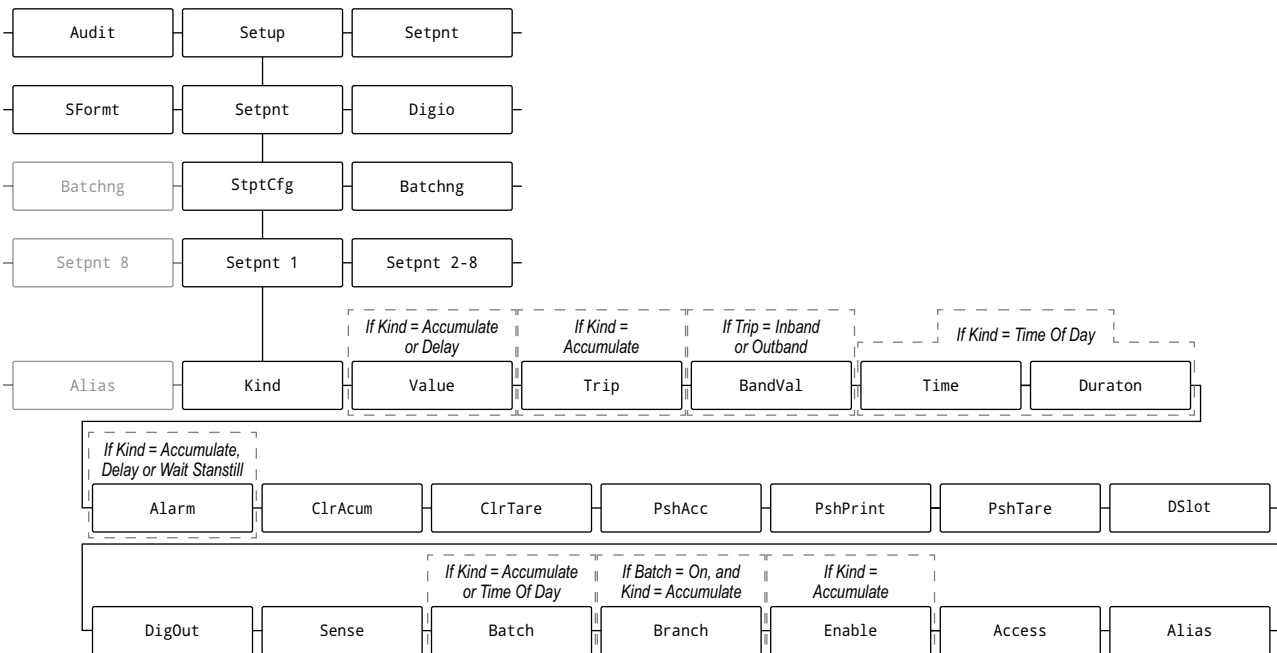 Audit
Setup
Setpnt
SFormt
Setpnt
Digio
Batchng
StptCfg
Batchng
Setpnt 8
Setpnt 1
Setpnt 2-8
If Kind = Accumulate
or Delay
If Kind =
Accumulate
If Trip = Inband
or Outband
If Kind = Time Of Day
Alias
Kind
Value
Trip
BandVal
Time
Duraton
If Kind = Accumulate,
Delay or Wait Stanstill
Alarm
ClrAcum
ClrTare
PshAcc
PshPrint
PshTare
DSlot
If Kind = Accumulate
or Time Of Day
If Batch = On, and
Kind = Accumulate
If Kind =
Accumulate
DigOut
Sense
Batch
Branch
Enable
Access
Alias